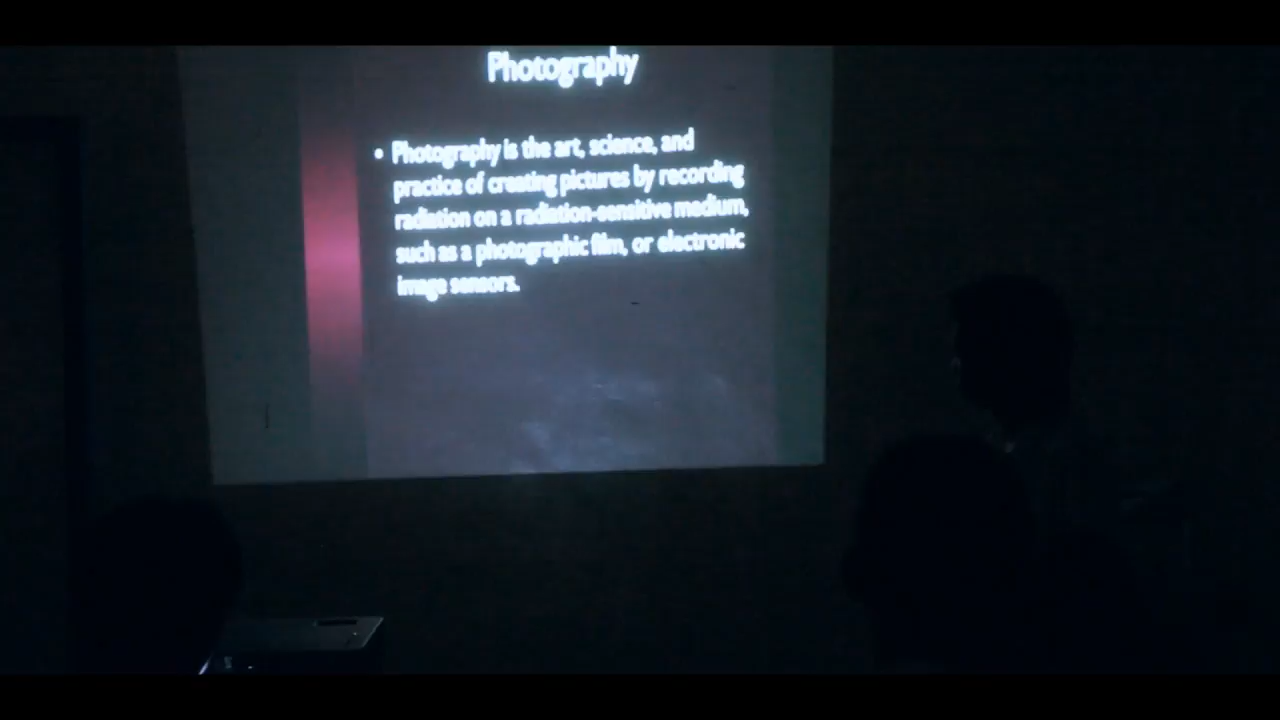 Photography
• Photography is the art, science, and
practice of creating pictures by recording
radiation on a radiation-sensitive medium,
such as a photographic film, or electronic
image sensors.